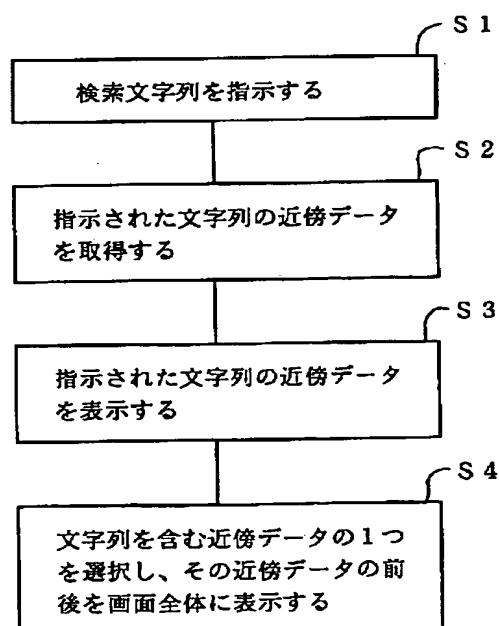 S1
検索文字列を指示する
S2
指示された文字列の近傍データ
を取得する
S3
指示された文字列の近傍データ
を表示する
S4
文字列を含む近傍データの1つ
を選択し、その近傍データの前
後を画面全体に表示する